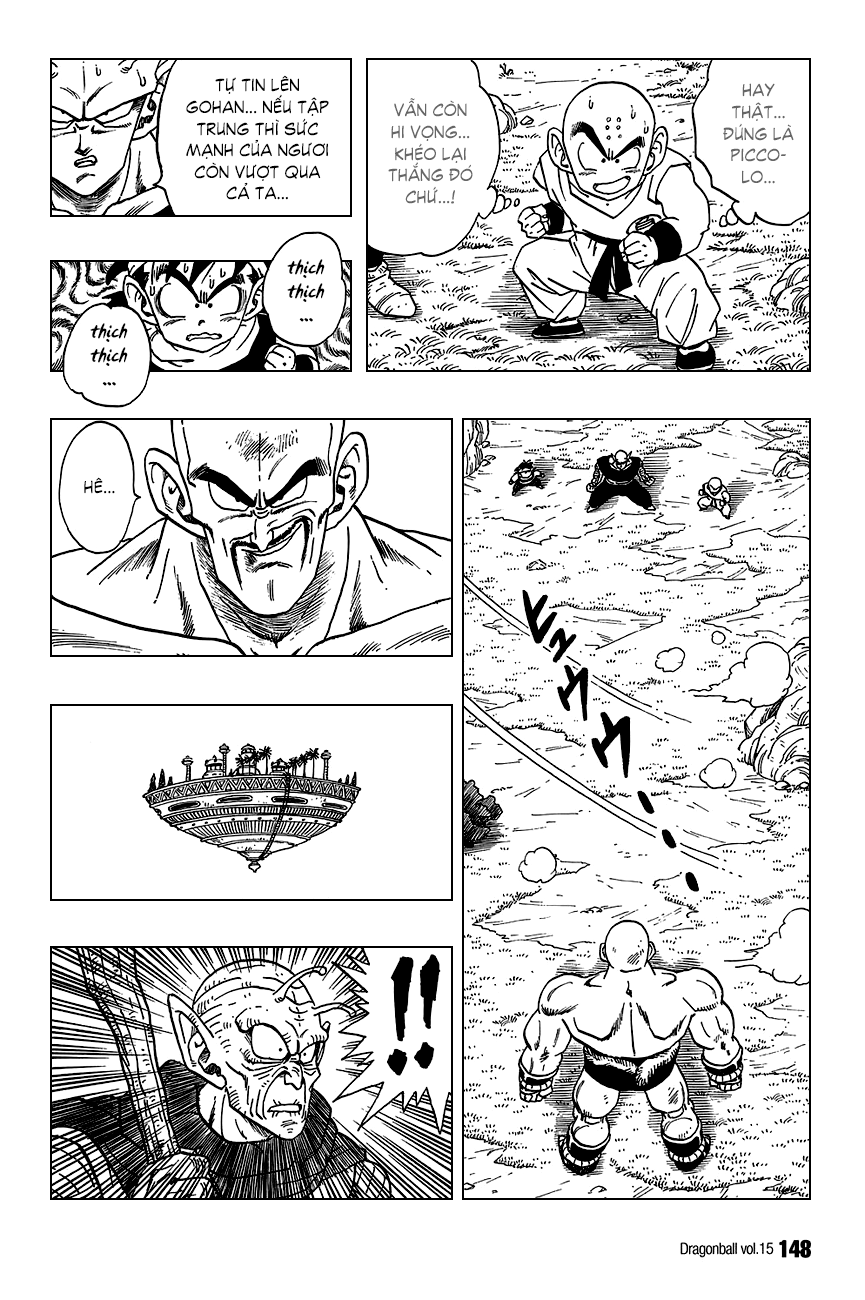 HAY
THẬT...
ĐÚNG LÀ
PICCO-
LO...
VẪN CÒN
HI VỌNG...
KHÉO LẠI
THẮNG ĐÓ
CHỨ...!
TỰ TIN LÊN
GOHAN... NẾU TẬP
TRUNG THÌ SỨC
MẠNH CỦA NGƯƠI
CÒN VƯỢT QUA
CẢ TA...
thịch
thịch
...
thịch
thịch
...
HÊ...
!!
Dragonball vol.15 148